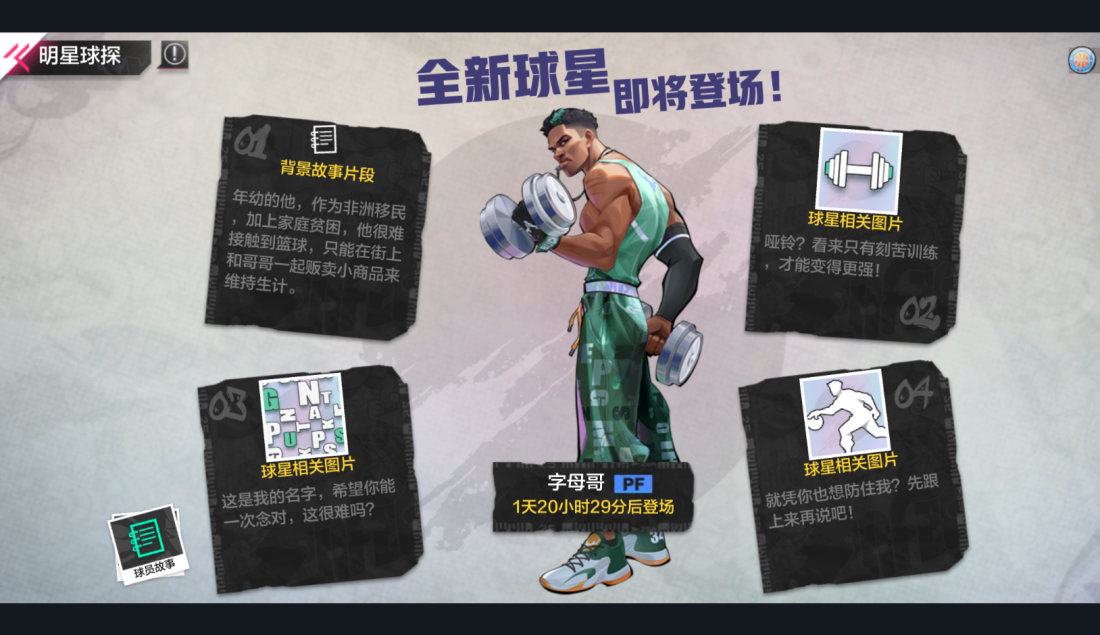 明星球探
全新球星
即将登场!
01
背景故事片段
年幼的他，作为非洲移民
，加上家庭贫困，他很难
接触到篮球，只能在街上
和哥哥一起贩卖小商品来
维持生计。
球星相关图片
哑铃？看来只有刻苦训练
，才能变得更强!
02
03
球星相关图片
这是我的名字，希望你能
一次念对，这很难吗?
04
球星相关图片
就凭你也想防住我？先跟
上来再说吧!
字母哥 PF
1天20小时29分后登场
球员故事
34